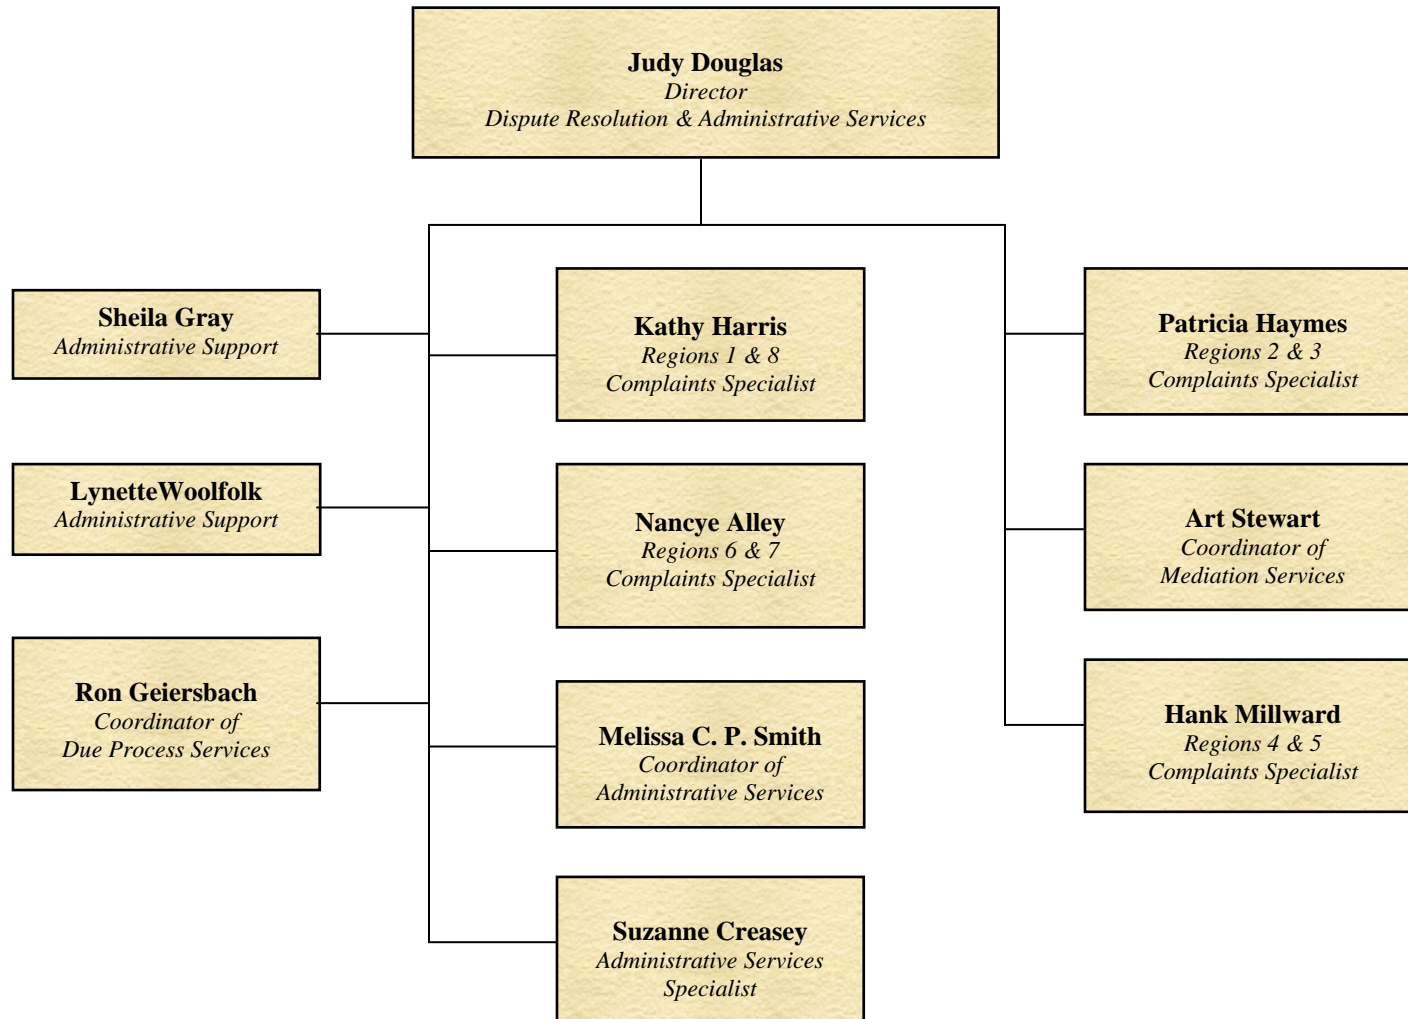 Judy Douglas
Director
Dispute Resolution & Administrative Services
Sheila Gray
Administrative Support
Kathy Harris
Regions 1 & 8
Complaints Specialist
Patricia Haymes
Regions 2 & 3
Complaints Specialist
LynetteWoolfolk
Administrative Support
Nancye Alley
Regions 6 & 7
Complaints Specialist
Art Stewart
Coordinator of
Mediation Services
Ron Geiersbach
Coordinator of
Due Process Services
Melissa C. P. Smith
Coordinator of
Administrative Services
Hank Millward
Regions 4 & 5
Complaints Specialist
Suzanne Creasey
Administrative Services
Specialist